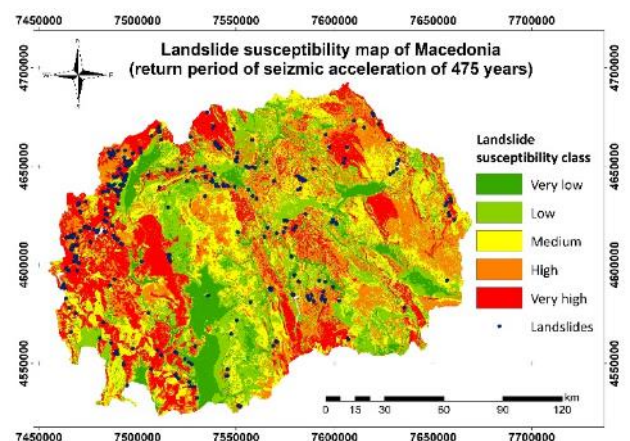 7450000 7500000 7550000 7600000 7650000 7700000
Landslide susceptibility map of Macedonia
(return period of seizmic acceleration of 475 years)
4700000
4700000
Landslide
susceptibility class
Very low
Low
Medium
High
Very high
Landslides
4650000
4650000
4600000
4600000
4550000
4550000
km
0 15 30 60 90 120
7450000 7500000 7550000 7600000 7650000 7700000